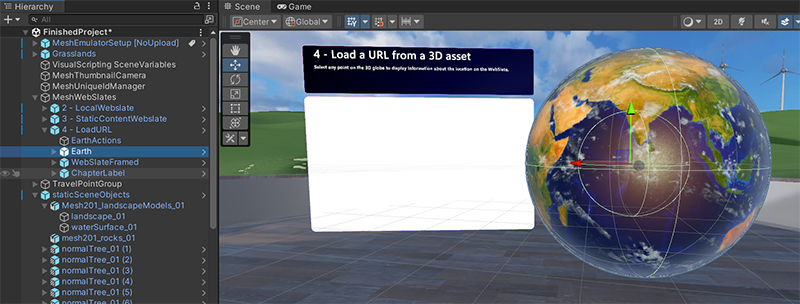 Hierarchy
All
FinishedProject*
MeshEmulatorSetup [NoUpload]
Grasslands
VisualScripting SceneVariables
MeshThumbnailCamera
MeshUniqueIdManager
MeshWebSlates
2 - LocalWebslate
3 - StaticContentWebslate
4 - LoadURL
EarthActions
Earth
WebSlateFramed
ChapterLabel
TravelPointGroup
staticSceneObjects
Mesh201_landscapeModels_01
landscape_01
waterSurface_01
mesh201_rocks_01
normalTree_01 (1)
normalTree_01 (2)
normalTree_01 (3)
normalTree_01 (4)
normalTree_01 (5)
normalTree_01 (6)
Scene
Game
Center
Global
2D
4 - Load a URL from a 3D asset
Select any point on the 3D globe to display information about the location on the WebSlate.